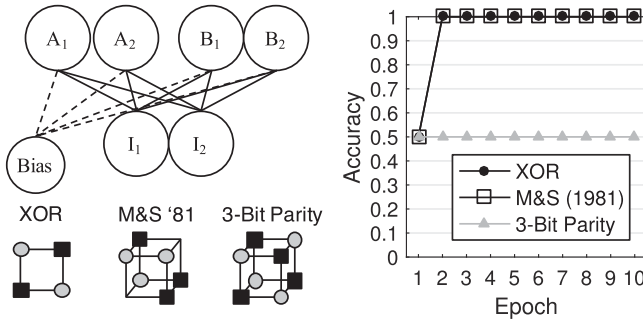 A1 A2 B1 B2
I1 I2
Bias
XOR M&S ‘81 3-Bit Parity
1
0.9
0.8
0.7
0.6
0.5
0.4
0.3
0.2
0.1
0
Accuracy
XOR
M&S (1981)
3-Bit Parity
1 2 3 4 5 6 7 8 9 10
Epoch